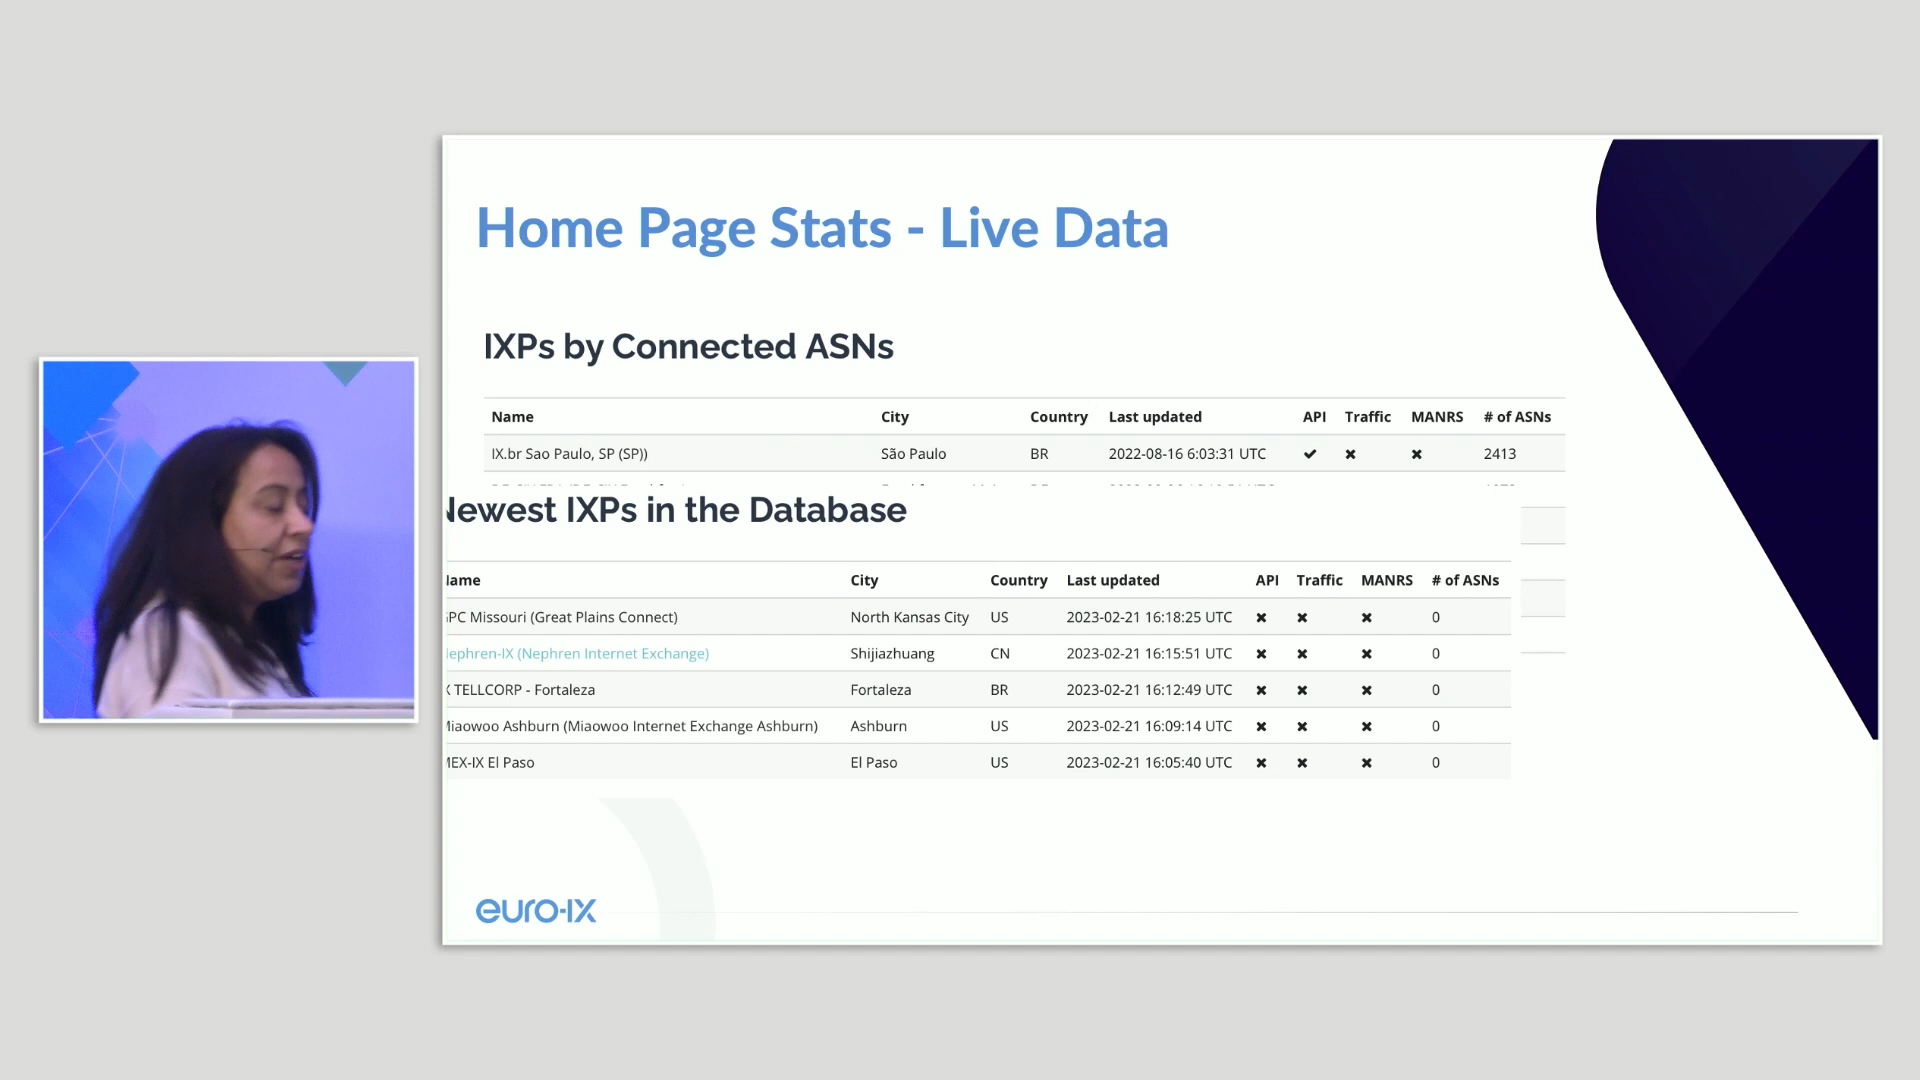 Home Page Stats - Live Data
IXPs by Connected ASNs
Name City Country Last updated API Traffic MANRS # of ASNs
IX.br Sao Paulo, SP (SP)) São Paulo BR 2022-08-16 6:03:31 UTC ✔ ✖ ✖ 2413
Newest IXPs in the Database
Name City Country Last updated API Traffic MANRS # of ASNs
PC Missouri (Great Plains Connect) North Kansas City US 2023-02-21 16:18:25 UTC ✖ ✖ ✖ 0
Nephren-IX (Nephren Internet Exchange) Shijiazhuang CN 2023-02-21 16:15:51 UTC ✖ ✖ ✖ 0
X TELLCORP - Fortaleza Fortaleza BR 2023-02-21 16:12:49 UTC ✖ ✖ ✖ 0
Miaowoo Ashburn (Miaowoo Internet Exchange Ashburn) Ashburn US 2023-02-21 16:09:14 UTC ✖ ✖ ✖ 0
MEX-IX El Paso El Paso US 2023-02-21 16:05:40 UTC ✖ ✖ ✖ 0
euro-IX